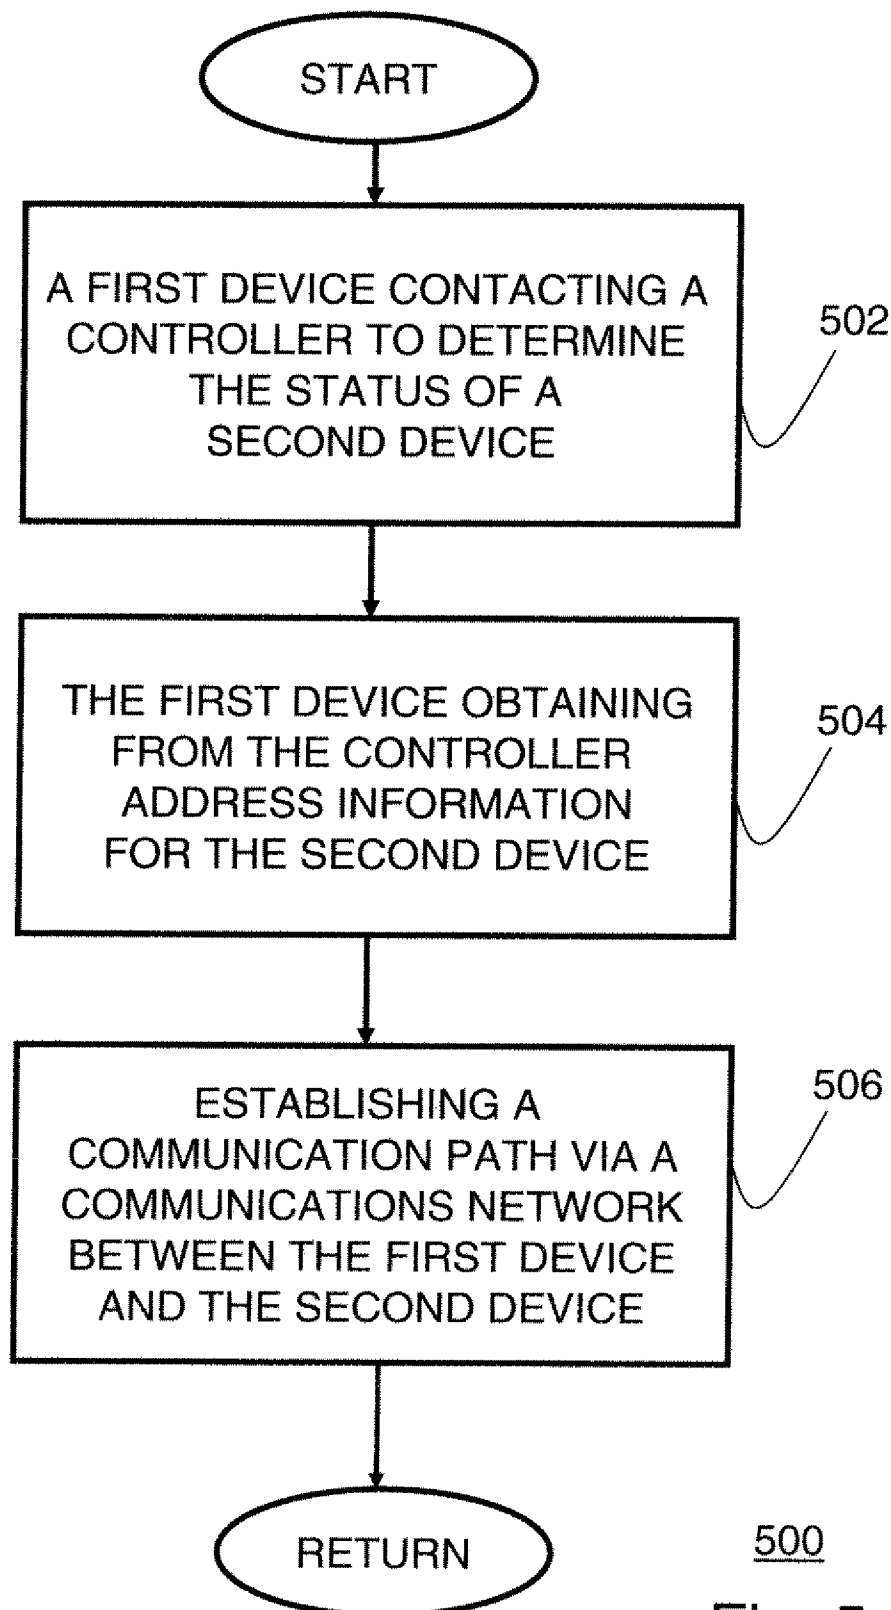 START
A FIRST DEVICE CONTACTING A
CONTROLLER TO DETERMINE
THE STATUS OF A
SECOND DEVICE
502
THE FIRST DEVICE OBTAINING
FROM THE CONTROLLER
ADDRESS INFORMATION
FOR THE SECOND DEVICE
504
ESTABLISHING A
COMMUNICATION PATH VIA A
COMMUNICATIONS NETWORK
BETWEEN THE FIRST DEVICE
AND THE SECOND DEVICE
506
RETURN
500